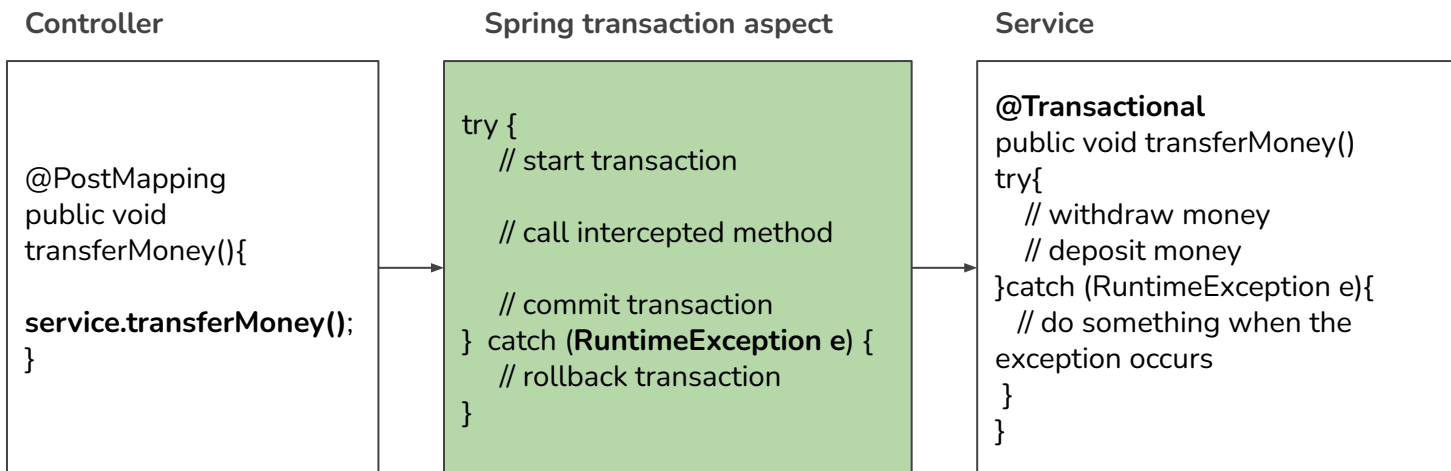 Controller
Spring transaction aspect
Service
@PostMapping
public void
transferMoney(){
service.transferMoney();
}
try {
// start transaction
// call intercepted method
// commit transaction
} catch (RuntimeException e) {
// rollback transaction
}
@Transactional
public void transferMoney()
try{
// withdraw money
// deposit money
}catch (RuntimeException e){
// do something when the
exception occurs
}
}